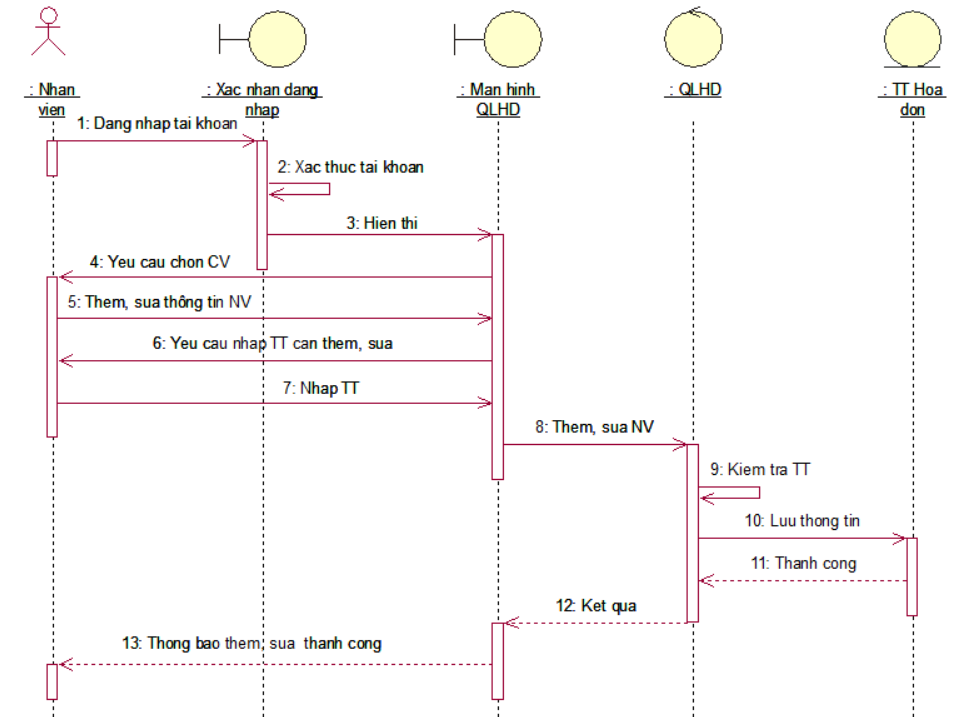 : Nhan
vien
: Xac nhan dang
nhap
: Man hinh
QLHD
: QLHD
: TT Hoa
don
1: Dang nhap tai khoan
2: Xac thuc tai khoan
3: Hien thi
4: Yeu cau chon CV
5: Them, sua thông tin NV
6: Yeu cau nhap TT can them, sua
7: Nhap TT
8: Them, sua NV
9: Kiem tra TT
10: Luu thong tin
11: Thanh cong
12: Ket qua
13: Thong bao them, sua thanh cong